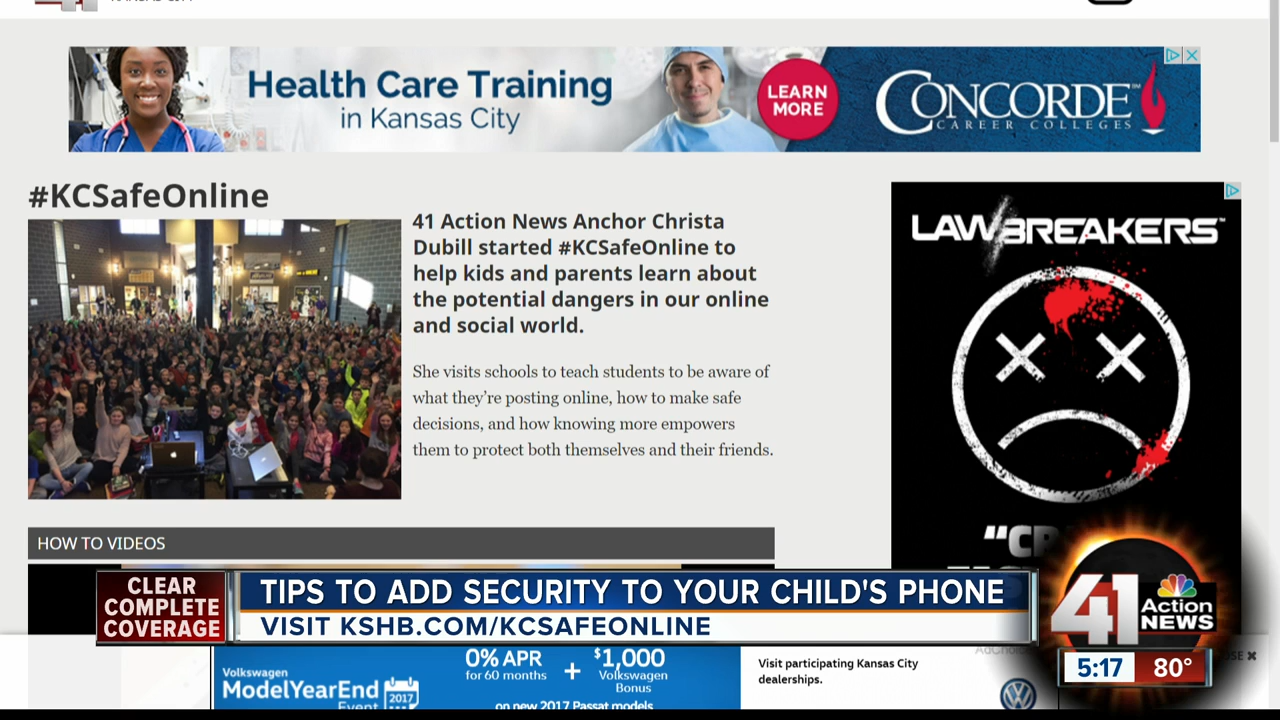 Health Care Training
in Kansas City
LEARN
MORE
CONCORDE
CAREER COLLEGES
#KCSafeOnline
41 Action News Anchor Christa
Dubill started #KCSafeOnline to
help kids and parents learn about
the potential dangers in our online
and social world.
She visits schools to teach students to be aware of
what they're posting online, how to make safe
decisions, and how knowing more empowers
them to protect both themselves and their friends.
LAWBREAKERS™
HOW TO VIDEOS
CLEAR
COMPLETE
COVERAGE
TIPS TO ADD SECURITY TO YOUR CHILD'S PHONE
VISIT KSHB.COM/KCSAFEONLINE
41 Action
NEWS
5:17 80°
Volkswagen
ModelYearEnd
Event
2017
0% APR
for 60 months
+
$1,000
Volkswagen
Bonus
on new 2017 Passat models
Visit participating Kansas City
dealerships.